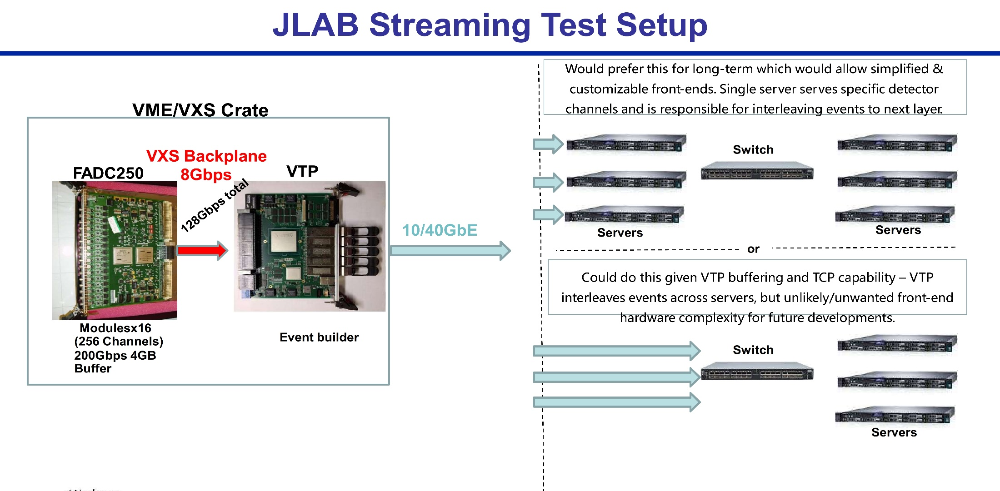 JLAB Streaming Test Setup
Would prefer this for long-term which would allow simplified &
customizable front-ends. Single server serves specific detector
channels and is responsible for interleaving events to next layer.
VME/VXS Crate
VXS Backplane
8Gbps
128Gbps total
FADC250
VTP
Modulesx16
(256 Channels)
200Gbps 4GB
Buffer
Event builder
10/40GbE
Switch
Servers
Servers
or
Could do this given VTP buffering and TCP capability – VTP
interleaves events across servers, but unlikely/unwanted front-end
hardware complexity for future developments.
Switch
Servers